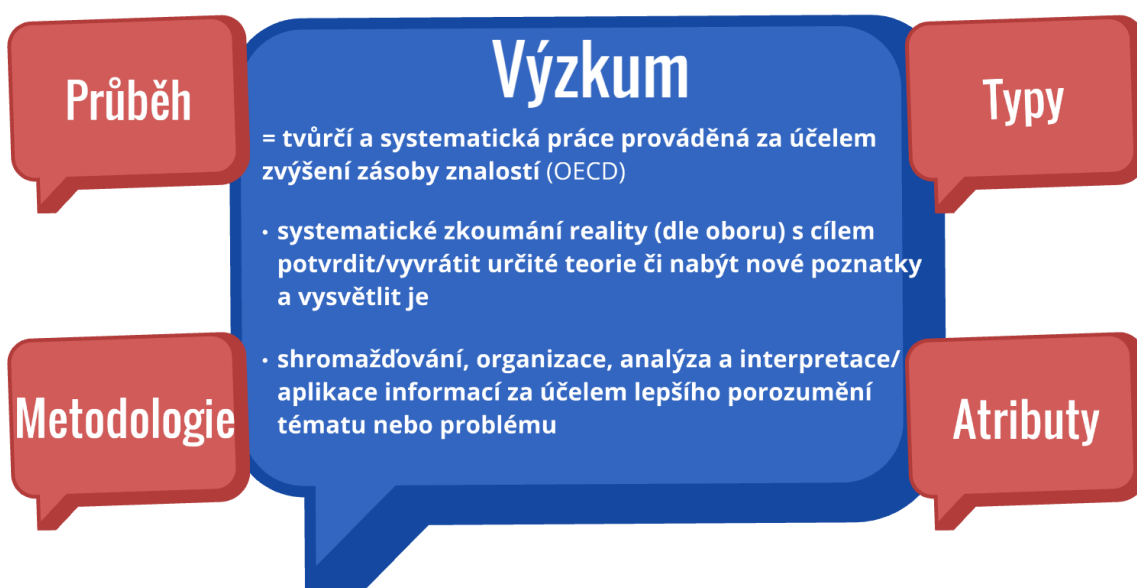 Průběh
Výzkum
Typy
= tvůrčí a systematická práce prováděná za účelem
zvýšení zásoby znalostí (OECD)
· systematické zkoumání reality (dle oboru) s cílem
potvrdit/vyvrátit určité teorie či nabýt nové poznatky
a vysvětlit je
· shromažďování, organizace, analýza a interpretace/
aplikace informací za účelem lepšího porozumění
tématu nebo problému
Metodologie
Atributy